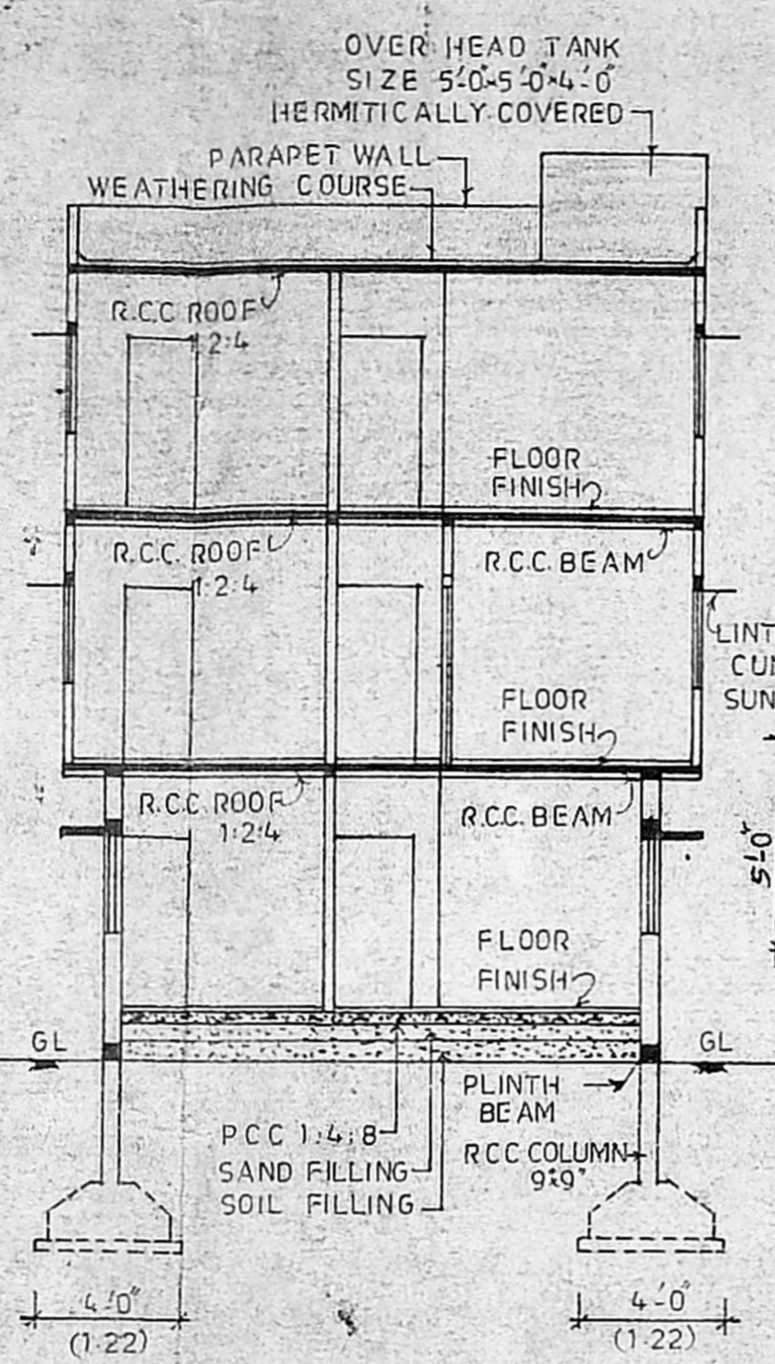 OVER HEAD TANK
SIZE 5'-0"×5'-0"×4'-0"
HERMITICALLY COVERED
PARAPET WALL
WEATHERING COURSE
R.C.C ROOF
1:2:4
FLOOR
FINISH
R.C.C. ROOF
1:2:4
R.C.C. BEAM
LINT
CUN
SUN
FLOOR
FINISH
R.C.C. ROOF
1:2:4
R.C.C. BEAM
5'-0"
FLOOR
FINISH
GL
GL
PLINTH
BEAM
P.C.C 1:4:8
SAND FILLING
SOIL FILLING
RCC COLUMN
9"x9"
4'-0"
(1.22)
4'-0"
(1.22)